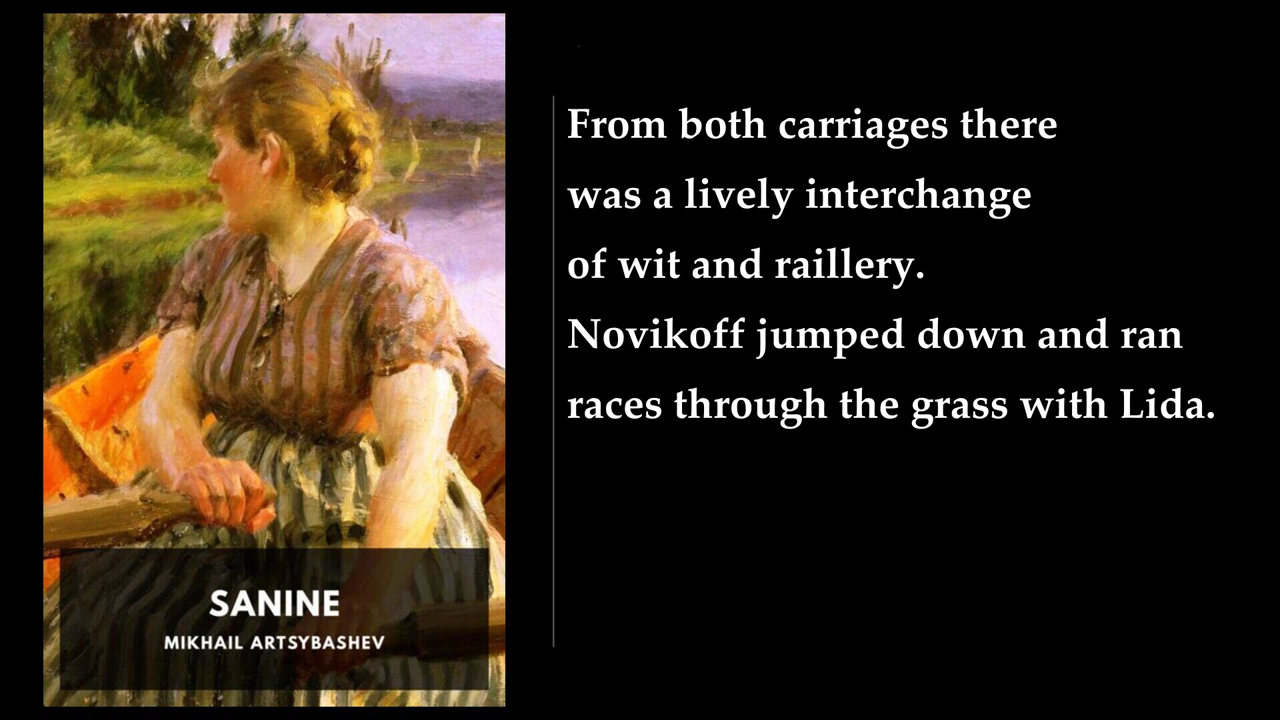 From both carriages there
was a lively interchange
of wit and raillery.
Novikoff jumped down and ran
races through the grass with Lida.
SANINE
MIKHAIL ARTSYBASHEV